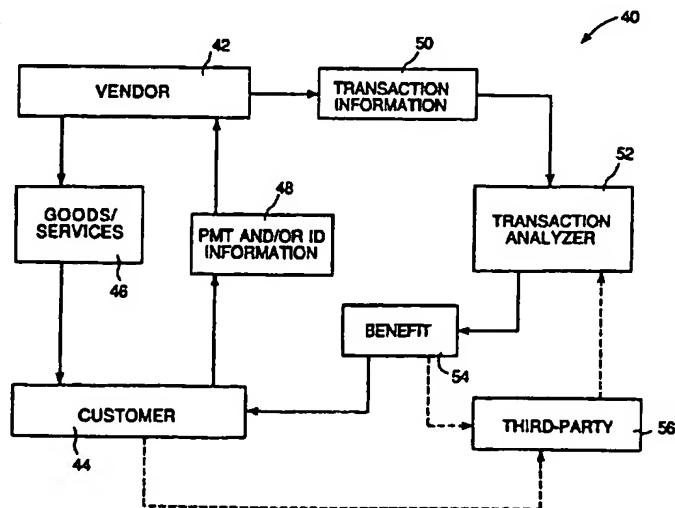 40
42
VENDOR
50
TRANSACTION
INFORMATION
52
TRANSACTION
ANALYZER
GOODS/
SERVICES
46
48
PMT AND/OR ID
INFORMATION
BENEFIT
54
CUSTOMER
44
THIRD-PARTY
56